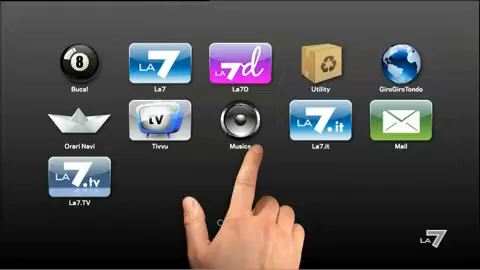 8
LA7
LA7d
Buca!
La7
La7D
Utility
GiroGiroTondo
TV
LA7.it
Orari Navi
Tivvu
Musica
La7.it
Mail
LA7.tv
La7.TV
LA7